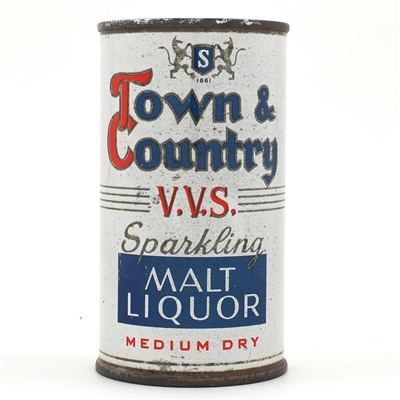 S
1861
Town &
Country
V.V.S.
Sparkling
MALT
LIQUOR
MEDIUM DRY